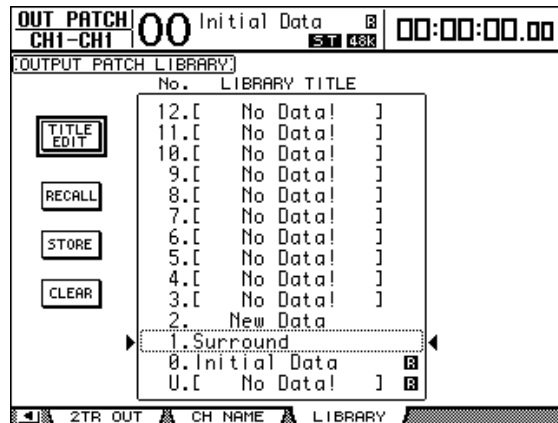 OUT PATCH
CH1-CH1
00 Initial Data R
ST 48K
00:00:00.00
OUTPUT PATCH LIBRARY
No. LIBRARY TITLE
12.[ No Data! ]
11.[ No Data! ]
10.[ No Data! ]
9.[ No Data! ]
8.[ No Data! ]
7.[ No Data! ]
6.[ No Data! ]
5.[ No Data! ]
4.[ No Data! ]
3.[ No Data! ]
2. New Data
1.Surround
0.Initial Data R
U.[ No Data! ] R
TITLE EDIT
RECALL
STORE
CLEAR
2TR OUT CH NAME LIBRARY